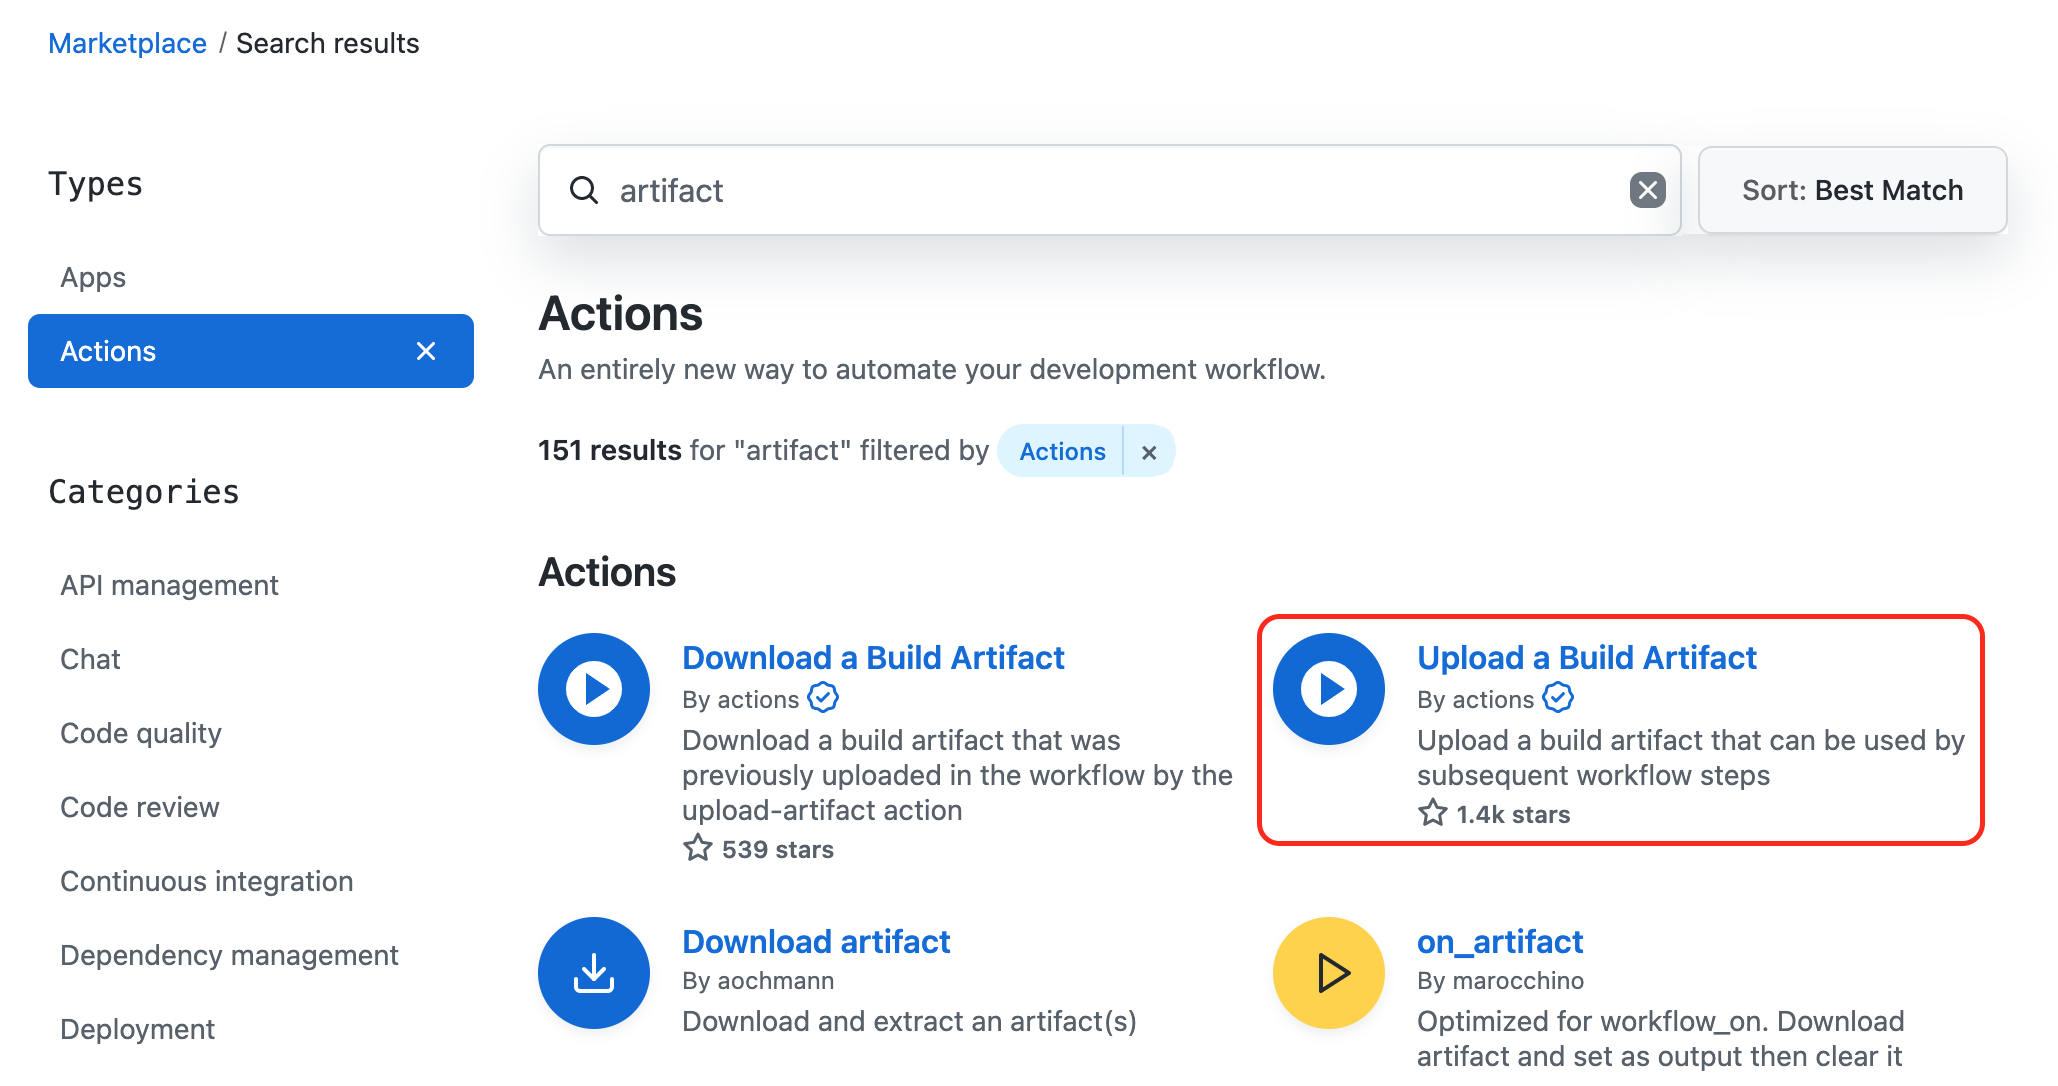 Marketplace / Search results
Types
Apps
Actions
Categories
API management
Chat
Code quality
Code review
Continuous integration
Dependency management
Deployment
artifact
Sort: Best Match
Actions
An entirely new way to automate your development workflow.
151 results for "artifact" filtered by Actions ×
Actions
Download a Build Artifact
By actions
Download a build artifact that was
previously uploaded in the workflow by the
upload-artifact action
539 stars
Upload a Build Artifact
By actions
Upload a build artifact that can be used by
subsequent workflow steps
1.4k stars
Download artifact
By aochmann
Download and extract an artifact(s)
on_artifact
By marocchino
Optimized for workflow_on. Download
artifact and set as output then clear it